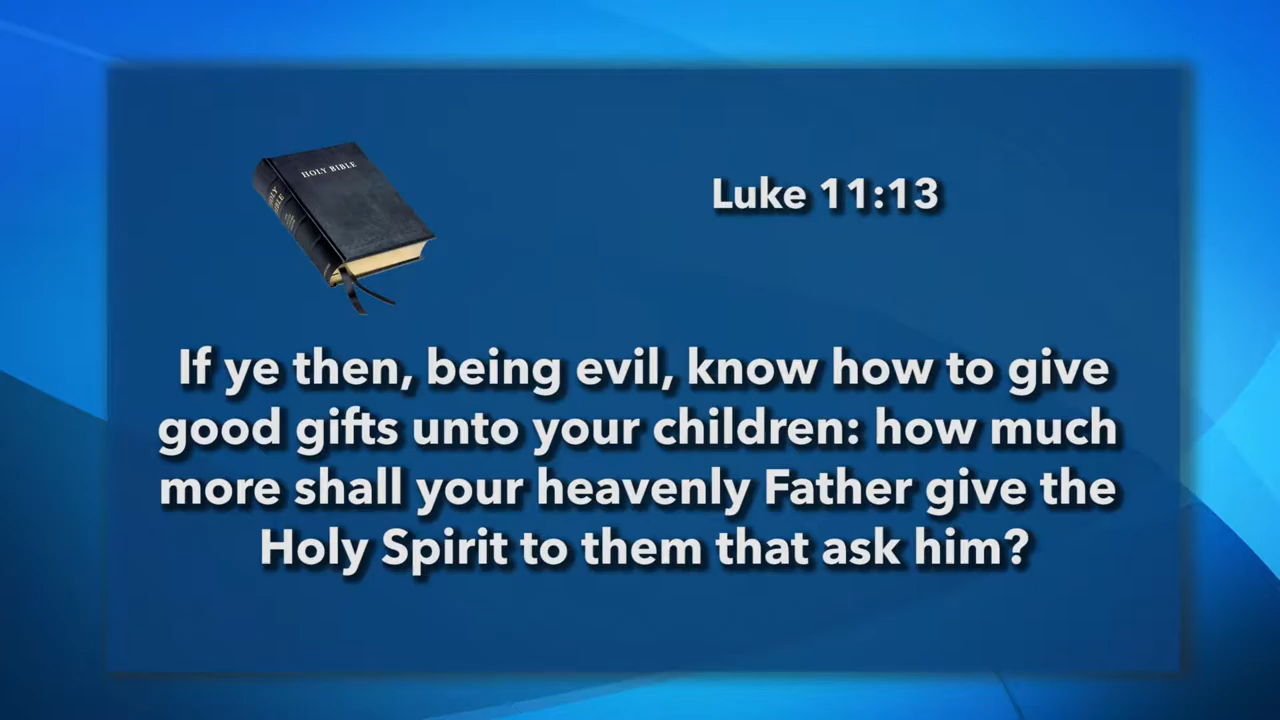 HOLY BIBLE
Luke 11:13
If ye then, being evil, know how to give
good gifts unto your children: how much
more shall your heavenly Father give the
Holy Spirit to them that ask him?